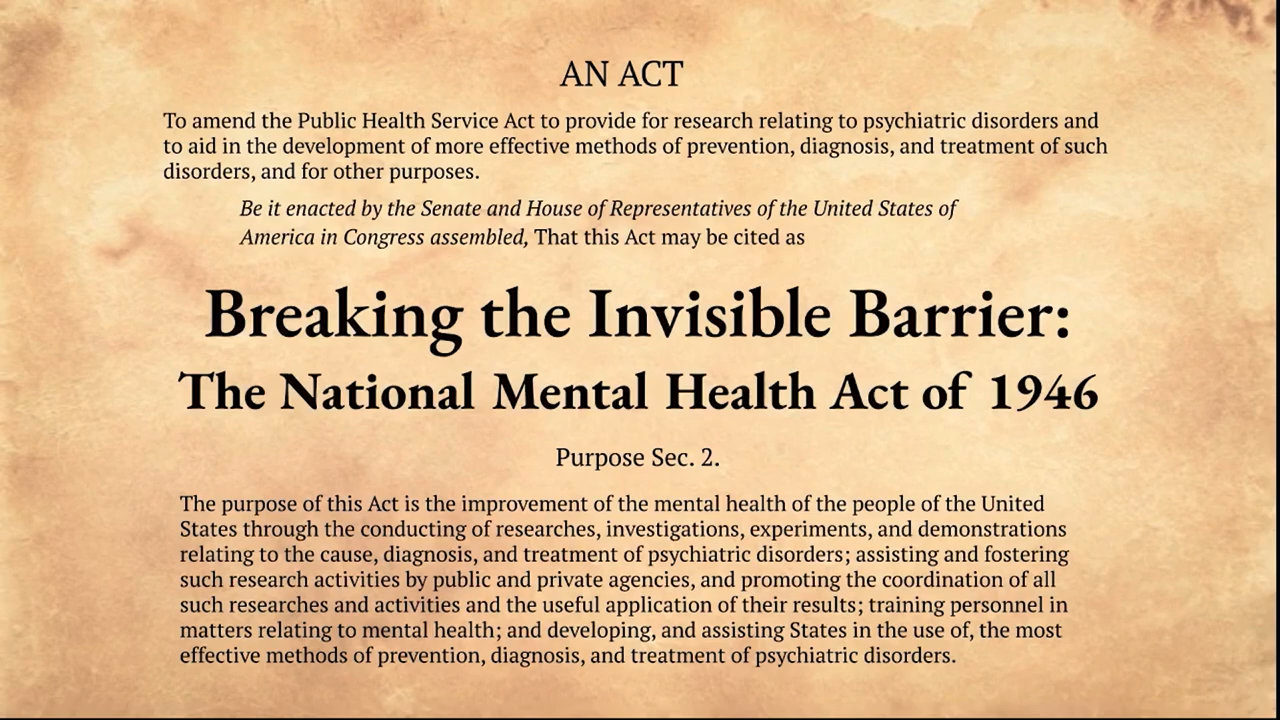 AN ACT
To amend the Public Health Service Act to provide for research relating to psychiatric disorders and
to aid in the development of more effective methods of prevention, diagnosis, and treatment of such
disorders, and for other purposes.
Be it enacted by the Senate and House of Representatives of the United States of
America in Congress assembled, That this Act may be cited as
Breaking the Invisible Barrier:
The National Mental Health Act of 1946
Purpose Sec. 2.
The purpose of this Act is the improvement of the mental health of the people of the United
States through the conducting of researches, investigations, experiments, and demonstrations
relating to the cause, diagnosis, and treatment of psychiatric disorders; assisting and fostering
such research activities by public and private agencies, and promoting the coordination of all
such researches and activities and the useful application of their results; training personnel in
matters relating to mental health; and developing, and assisting States in the use of, the most
effective methods of prevention, diagnosis, and treatment of psychiatric disorders.